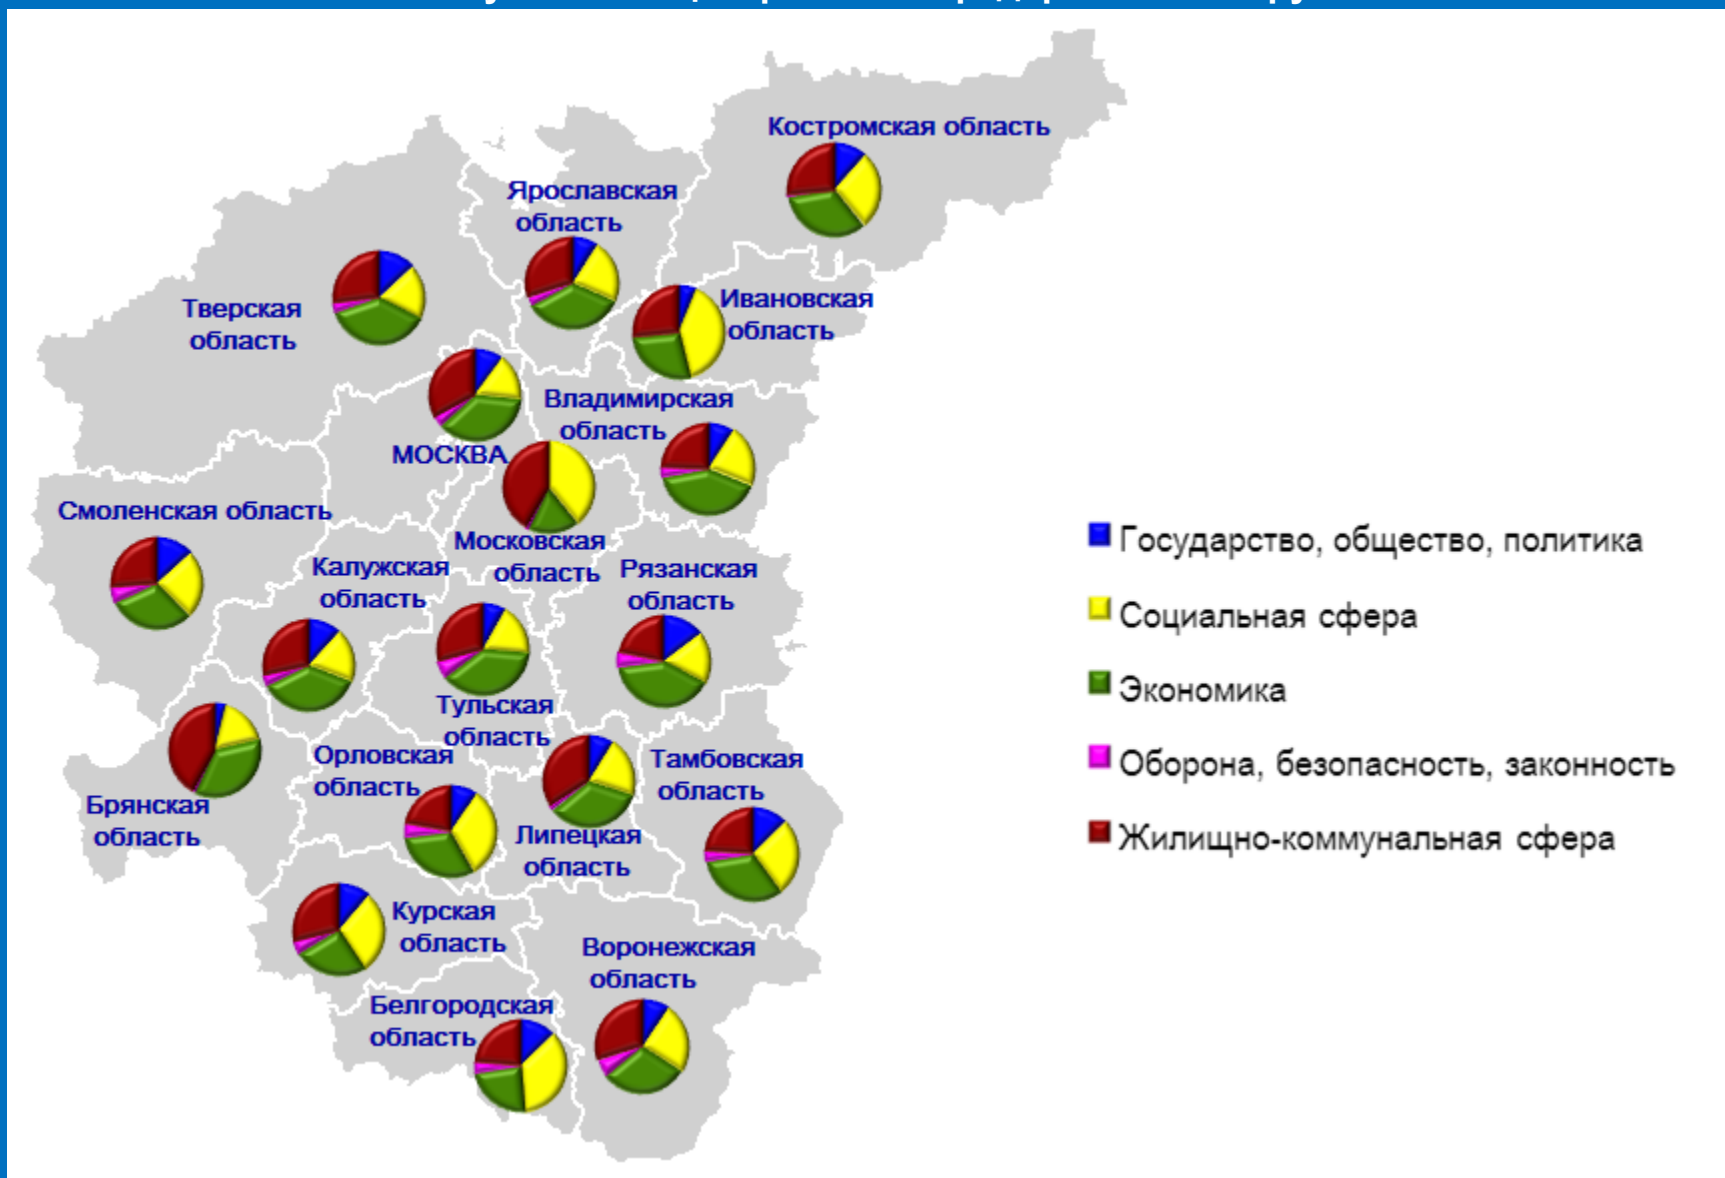 Костромская область
Ярославская
область
Тверская
область
Ивановская
область
Владимирская
область
МОСКВА
Смоленская область
Московская
область
Калужская
область
Рязанская
область
Тульская
область
Орловская
область
Тамбовская
область
Брянская
область
Липецкая
область
Курская
область
Воронежская
область
Белгородская
область
Государство, общество, политика
Социальная сфера
Экономика
Оборона, безопасность, законность
Жилищно-коммунальная сфера